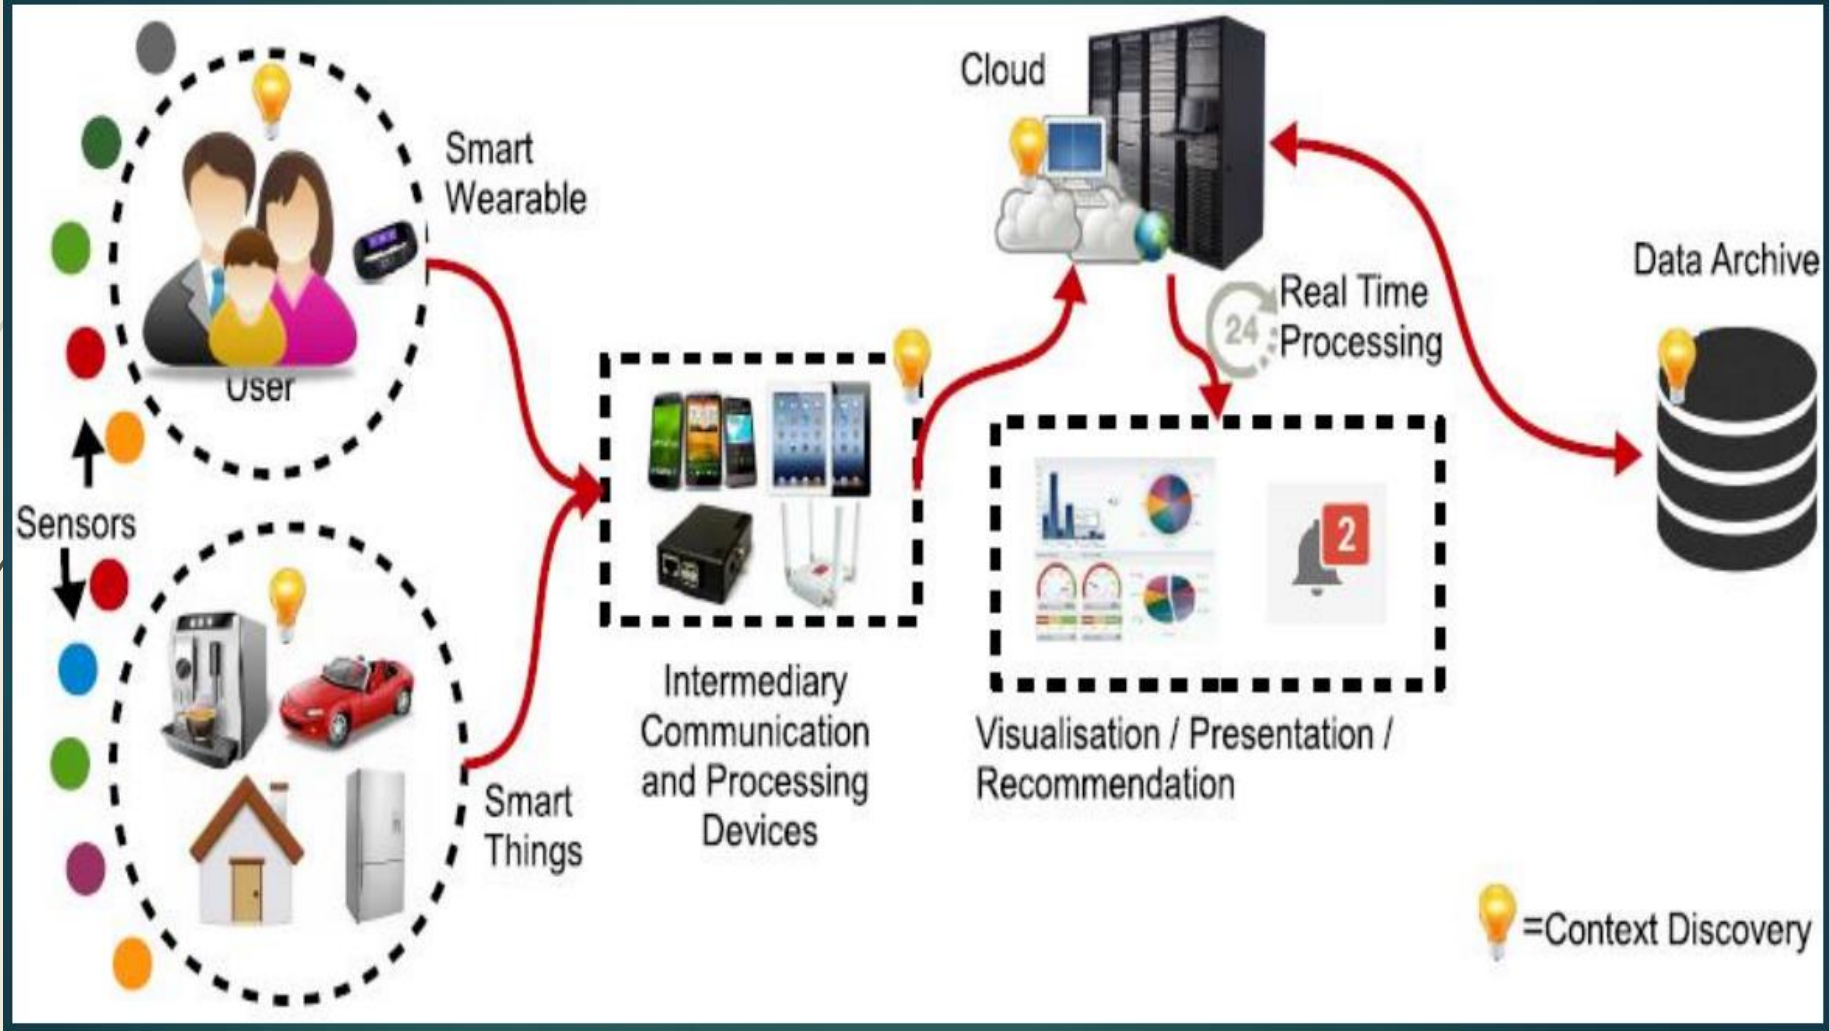 Smart
Wearable
User
Sensors
Smart
Things
Intermediary
Communication
and Processing
Devices
Cloud
24
Real Time
Processing
2
Visualisation / Presentation /
Recommendation
Data Archive
=Context Discovery